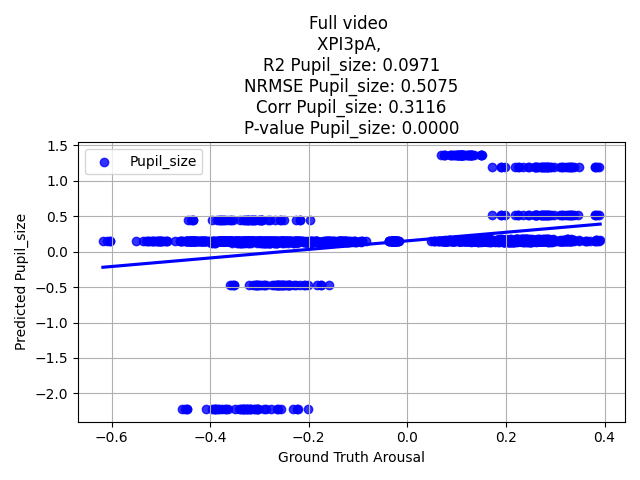 Full video
XPI3pA,
R2 Pupil_size: 0.0971
NRMSE Pupil_size: 0.5075
Corr Pupil_size: 0.3116
P-value Pupil_size: 0.0000
Pupil_size
1.5
1.0
0.5
0.0
−0.5
−1.0
−1.5
−2.0
Predicted Pupil_size
−0.6
−0.4
−0.2
0.0
0.2
0.4
Ground Truth Arousal